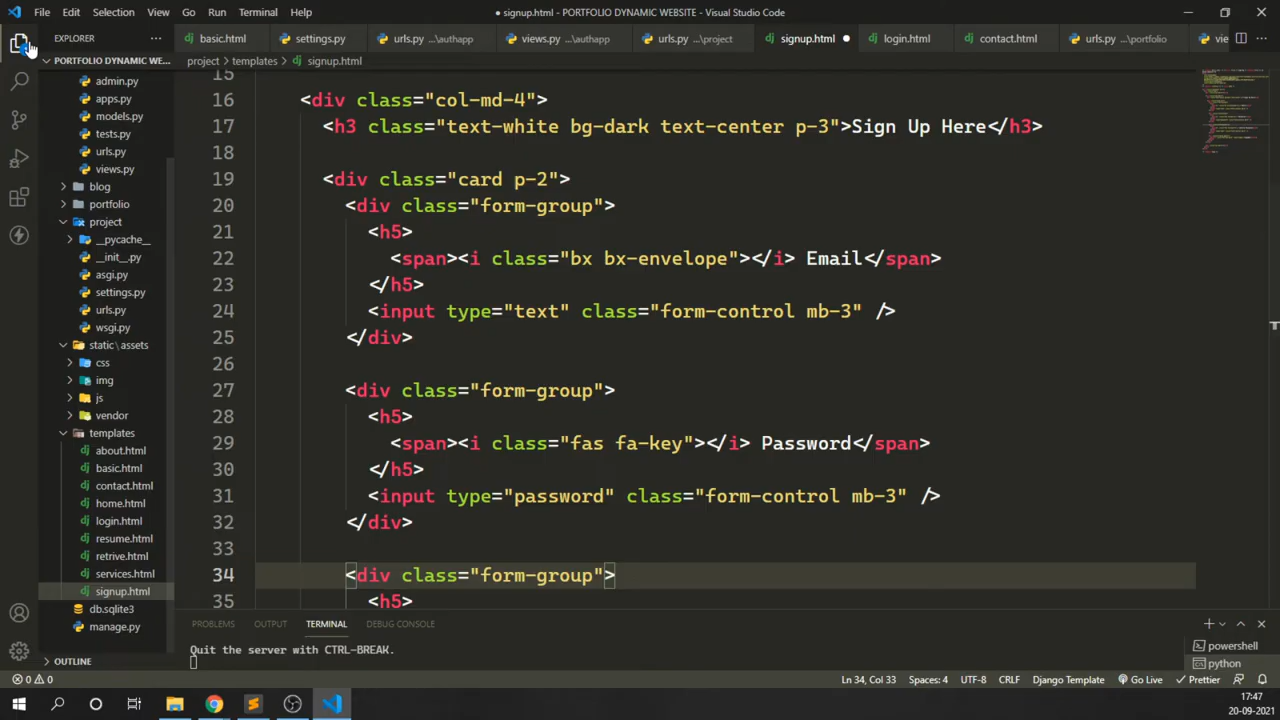 File Edit Selection View Go Run Terminal Help
● signup.html - PORTFOLIO DYNAMIC WEBSITE - Visual Studio Code
EXPLORER ···
basic.html settings.py urls.py ...\authapp views.py ...\authapp urls.py ...\project signup.html ● login.html contact.html urls.py ...\portfolio vie
PORTFOLIO DYNAMIC WE...
project > templates > signup.html
admin.py
apps.py
models.py
tests.py
urls.py
views.py
blog
portfolio
project
__pycache__
__init__.py
asgi.py
settings.py
urls.py
wsgi.py
static\assets
css
img
js
vendor
templates
about.html
basic.html
contact.html
home.html
login.html
resume.html
retrive.html
services.html
signup.html
db.sqlite3
manage.py
OUTLINE
15
16 <div class="col-md-4">
17 <h3 class="text-white bg-dark text-center p-3">Sign Up Here</h3>
18
19 <div class="card p-2">
20 <div class="form-group">
21 <h5>
22 <span><i class="bx bx-envelope"></i> Email</span>
23 </h5>
24 <input type="text" class="form-control mb-3" />
25 </div>
26
27 <div class="form-group">
28 <h5>
29 <span><i class="fas fa-key"></i> Password</span>
30 </h5>
31 <input type="password" class="form-control mb-3" />
32 </div>
33
34 <div class="form-group">
35 <h5>
PROBLEMS OUTPUT TERMINAL DEBUG CONSOLE
Quit the server with CTRL-BREAK.
powershell
python
0 0
Ln 34, Col 33 Spaces: 4 UTF-8 CRLF Django Template Go Live Prettier
17:47
20-09-2021